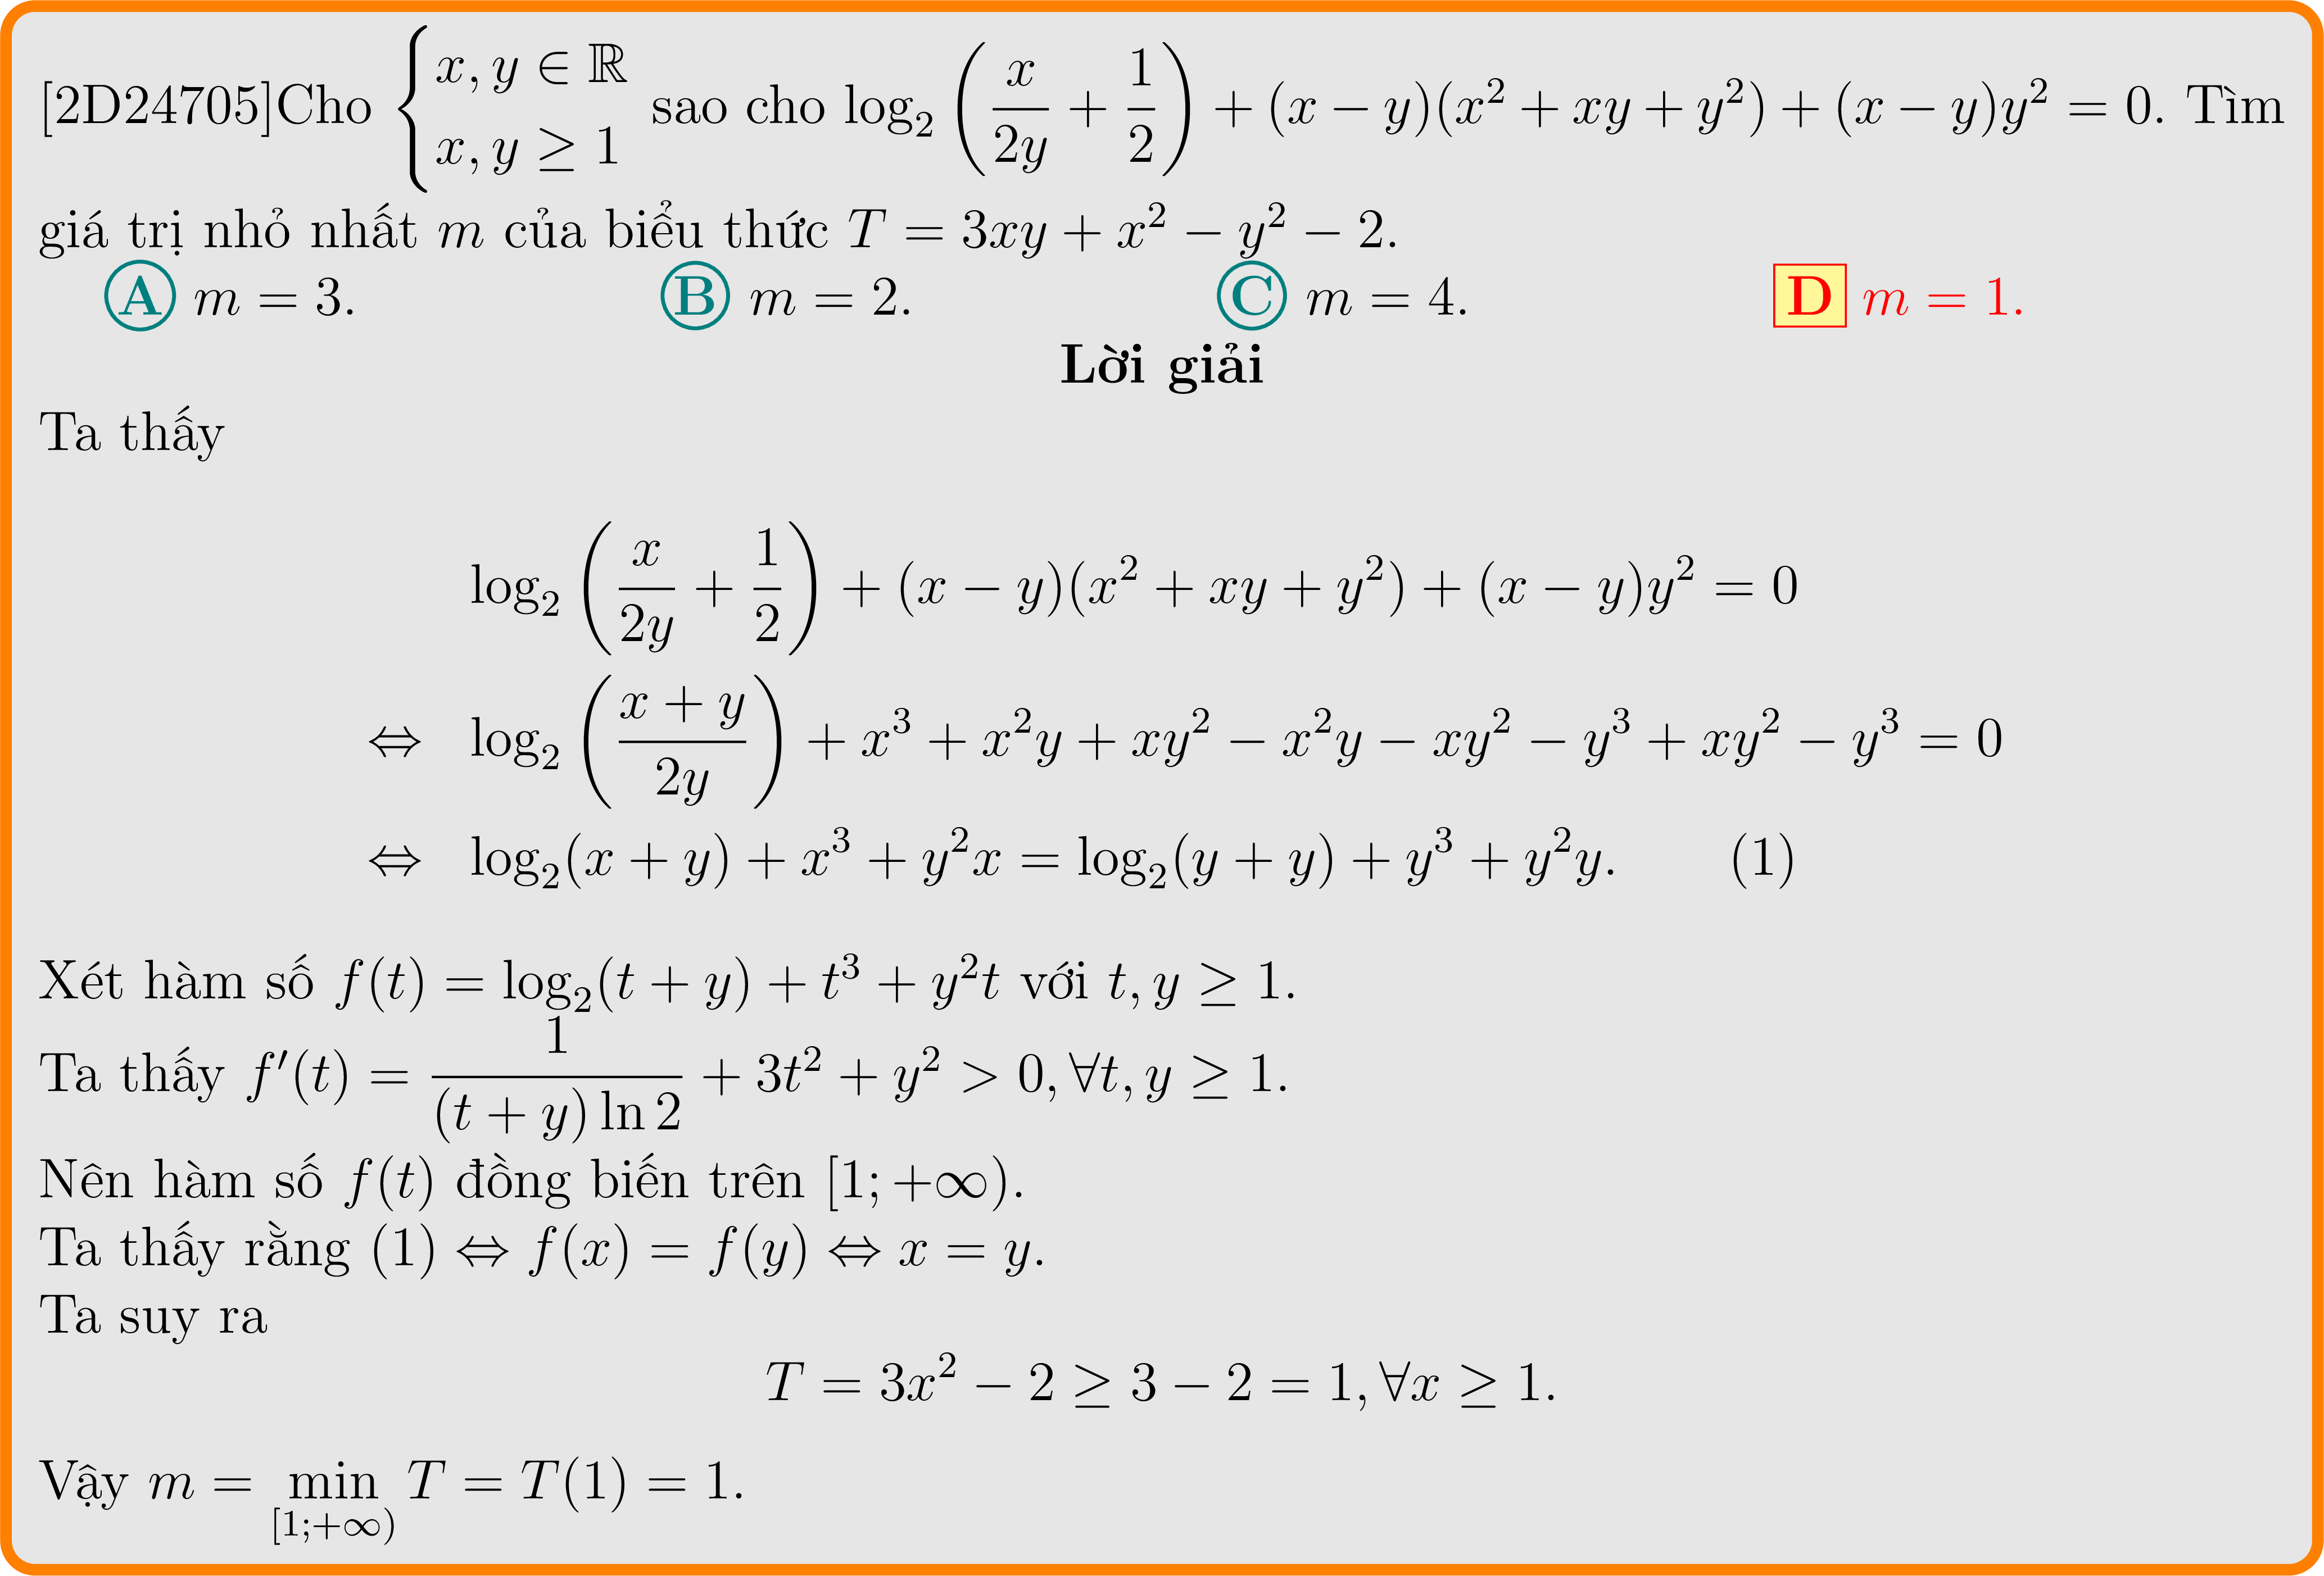 [2D24705]Cho $\begin{cases} x, y \in \mathbb{R} \\ x, y \geq 1 \end{cases}$ sao cho $\log_2 \left( \dfrac{x}{2y} + \dfrac{1}{2} \right) + (x - y)(x^2 + xy + y^2) + (x - y)y^2 = 0$. Tìm
giá trị nhỏ nhất $m$ của biểu thức $T = 3xy + x^2 - y^2 - 2$.
A $m = 3$. B $m = 2$. C $m = 4$. D $m = 1$.
Lời giải
Ta thấy
$\log_2 \left( \dfrac{x}{2y} + \dfrac{1}{2} \right) + (x - y)(x^2 + xy + y^2) + (x - y)y^2 = 0$
$\Leftrightarrow \log_2 \left( \dfrac{x + y}{2y} \right) + x^3 + x^2y + xy^2 - x^2y - xy^2 - y^3 + xy^2 - y^3 = 0$
$\Leftrightarrow \log_2(x + y) + x^3 + y^2x = \log_2(y + y) + y^3 + y^2y. \quad (1)$
Xét hàm số $f(t) = \log_2(t + y) + t^3 + y^2t$ với $t, y \geq 1$.
Ta thấy $f'(t) = \dfrac{1}{(t + y) \ln 2} + 3t^2 + y^2 > 0, \forall t, y \geq 1$.
Nên hàm số $f(t)$ đồng biến trên $[1; +\infty)$.
Ta thấy rằng $(1) \Leftrightarrow f(x) = f(y) \Leftrightarrow x = y$.
Ta suy ra
$T = 3x^2 - 2 \geq 3 - 2 = 1, \forall x \geq 1.$
Vậy $m = \min\limits_{[1;+\infty)} T = T(1) = 1$.